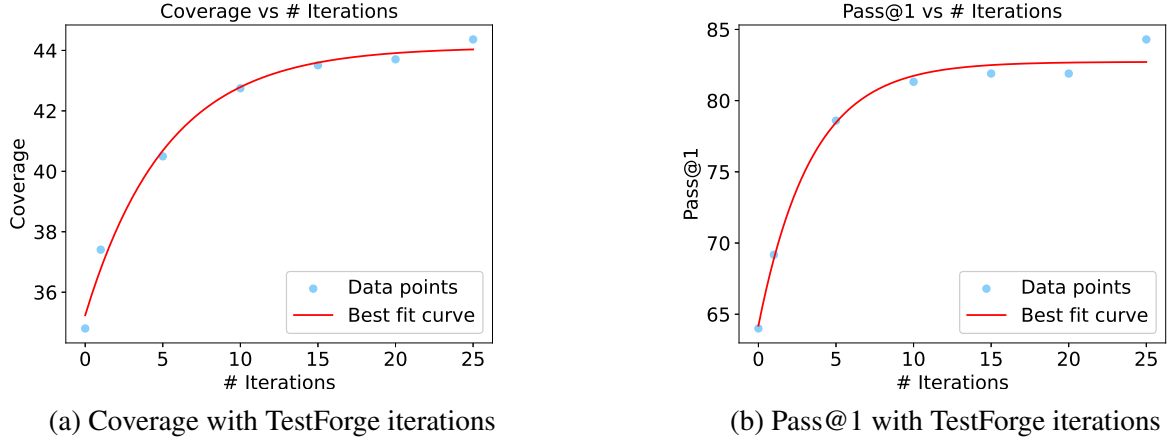 Coverage vs # Iterations
44
42
40
38
36
Coverage
Data points
Best fit curve
0 5 10 15 20 25
# Iterations
(a) Coverage with TestForge iterations
Pass@1 vs # Iterations
85
80
75
70
65
Pass@1
Data points
Best fit curve
0 5 10 15 20 25
# Iterations
(b) Pass@1 with TestForge iterations